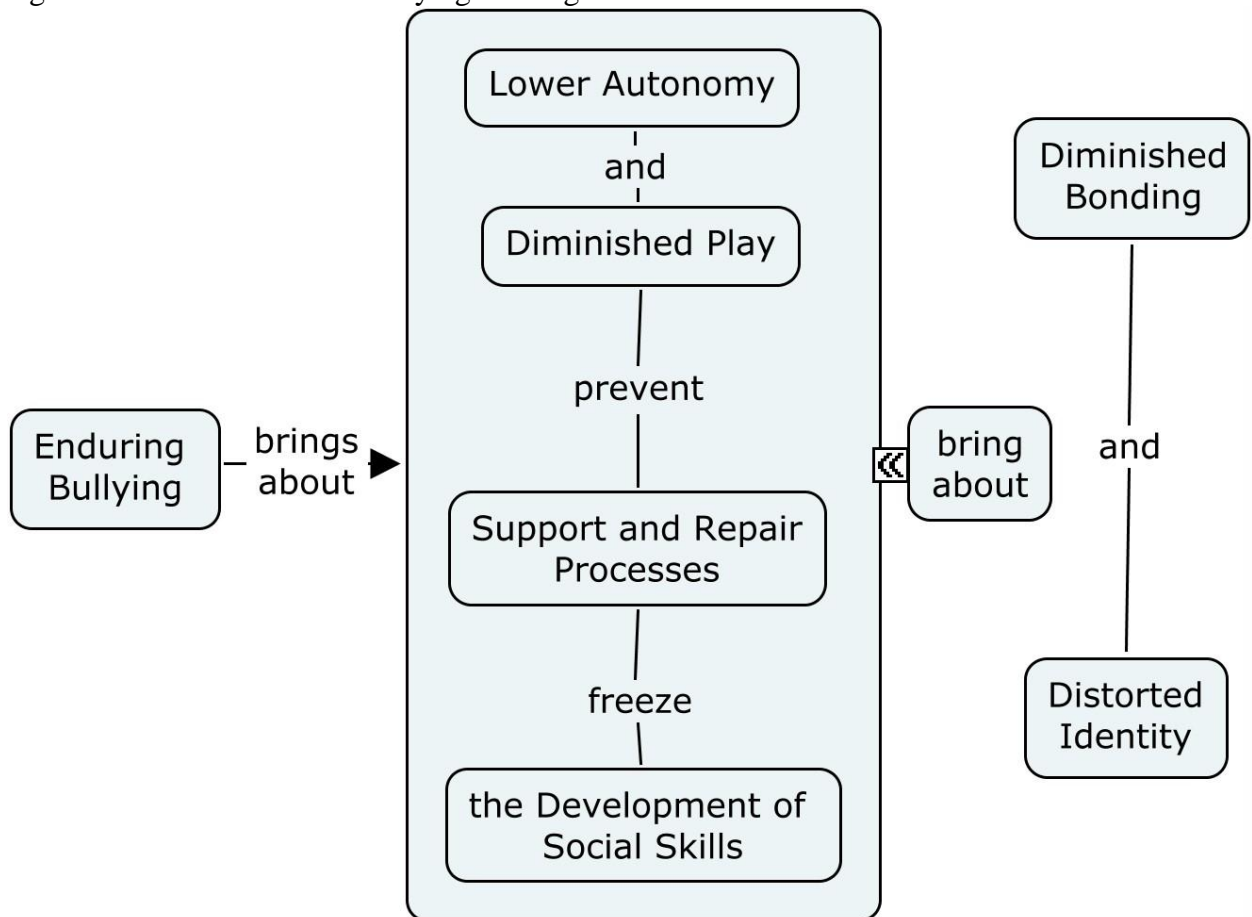 Lower Autonomy
and
Diminished Play
prevent
Support and Repair
Processes
freeze
the Development of
Social Skills
Enduring
Bullying
brings
about
bring
about
Diminished
Bonding
and
Distorted
Identity